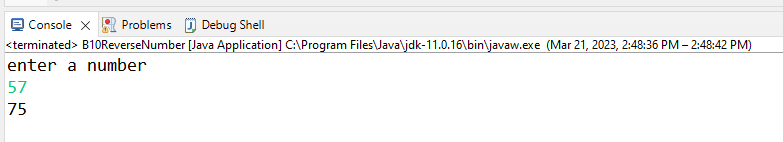 Console Problems Debug Shell
<terminated> B10ReverseNumber [Java Application] C:\Program Files\Java\jdk-11.0.16\bin\javaw.exe (Mar 21, 2023, 2:48:36 PM – 2:48:42 PM)
enter a number
57
75